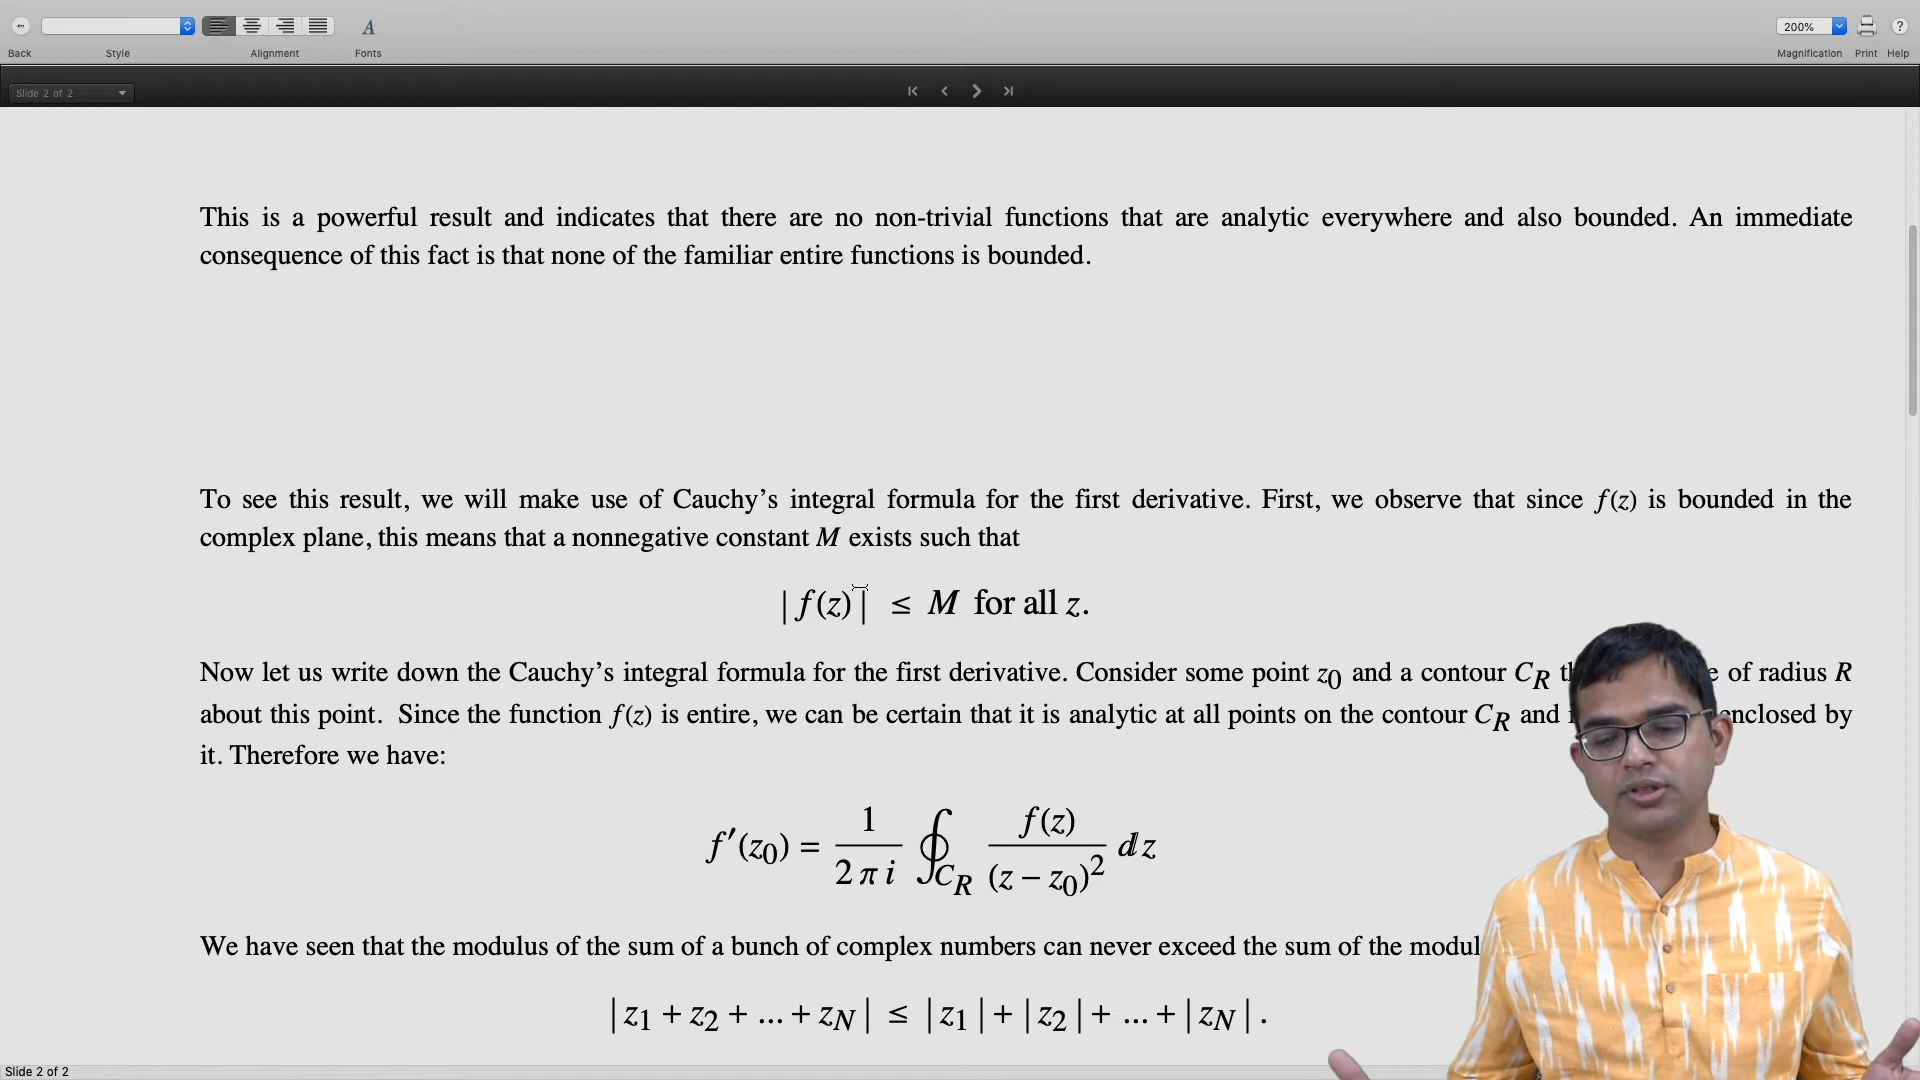 Back Style Alignment Fonts 200% Magnification Print Help
Slide 2 of 2
This is a powerful result and indicates that there are no non-trivial functions that are analytic everywhere and also bounded. An immediate
consequence of this fact is that none of the familiar entire functions is bounded.
To see this result, we will make use of Cauchy’s integral formula for the first derivative. First, we observe that since f(z) is bounded in the
complex plane, this means that a nonnegative constant M exists such that
| f(z) | ≤ M for all z.
Now let us write down the Cauchy’s integral formula for the first derivative. Consider some point z₀ and a contour C_R of radius R
about this point. Since the function f(z) is entire, we can be certain that it is analytic at all points on the contour C_R and enclosed by
it. Therefore we have:
f′(z₀) = 1/(2 π i) ∮_{C_R} f(z)/(z − z₀)² ⅆz
We have seen that the modulus of the sum of a bunch of complex numbers can never exceed the sum of the
| z₁ + z₂ + ... + z_N | ≤ | z₁ | + | z₂ | + ... + | z_N | .
Slide 2 of 2